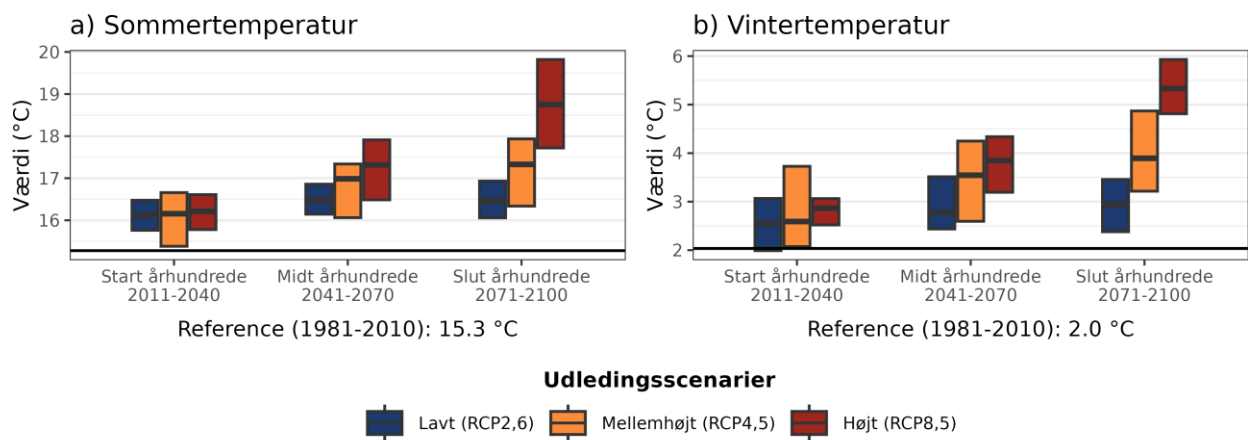 a) Sommertemperatur
Værdi (°C)
20
19
18
17
16
Start århundrede
2011-2040
Midt århundrede
2041-2070
Slut århundrede
2071-2100
Reference (1981-2010): 15.3 °C
b) Vintertemperatur
Værdi (°C)
6
5
4
3
2
Start århundrede
2011-2040
Midt århundrede
2041-2070
Slut århundrede
2071-2100
Reference (1981-2010): 2.0 °C
Udledingsscenarier
Lavt (RCP2,6)
Mellemhøjt (RCP4,5)
Højt (RCP8,5)